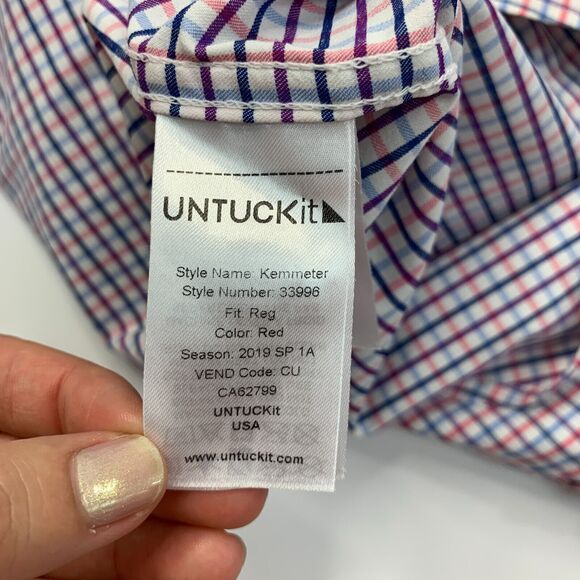 UNTUCKit
Style Name: Kemmeter
Style Number: 33996
Fit: Reg
Color: Red
Season: 2019 SP 1A
VEND Code: CU
CA62799
UNTUCKit
USA
www.untuckit.com